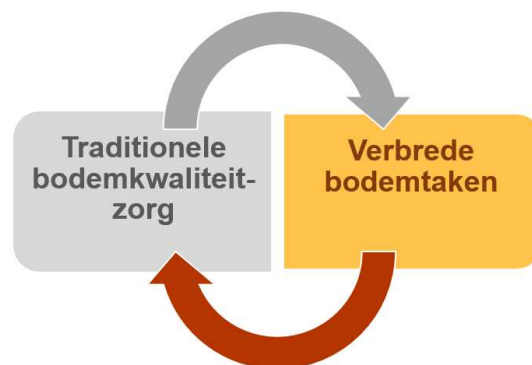 Traditionele
bodemkwaliteit-
zorg
Verbrede
bodemtaken